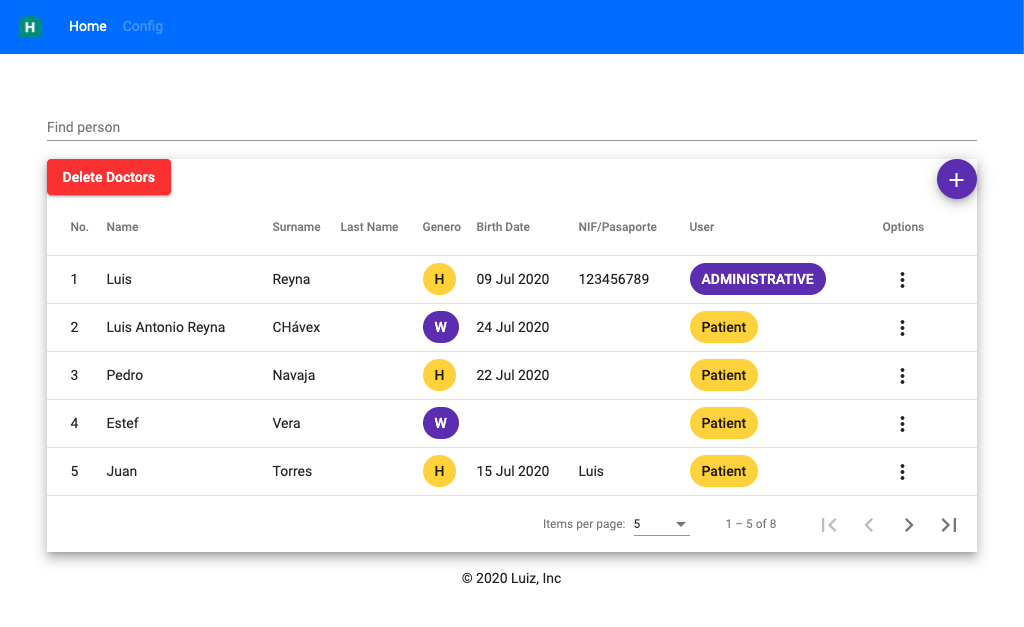 H Home Config
Find person
Delete Doctors +
No. Name Surname Last Name Genero Birth Date NIF/Pasaporte User Options
1 Luis Reyna H 09 Jul 2020 123456789 ADMINISTRATIVE
2 Luis Antonio Reyna CHávex W 24 Jul 2020 Patient
3 Pedro Navaja H 22 Jul 2020 Patient
4 Estef Vera W Patient
5 Juan Torres H 15 Jul 2020 Luis Patient
Items per page: 5 1 – 5 of 8
© 2020 Luiz, Inc